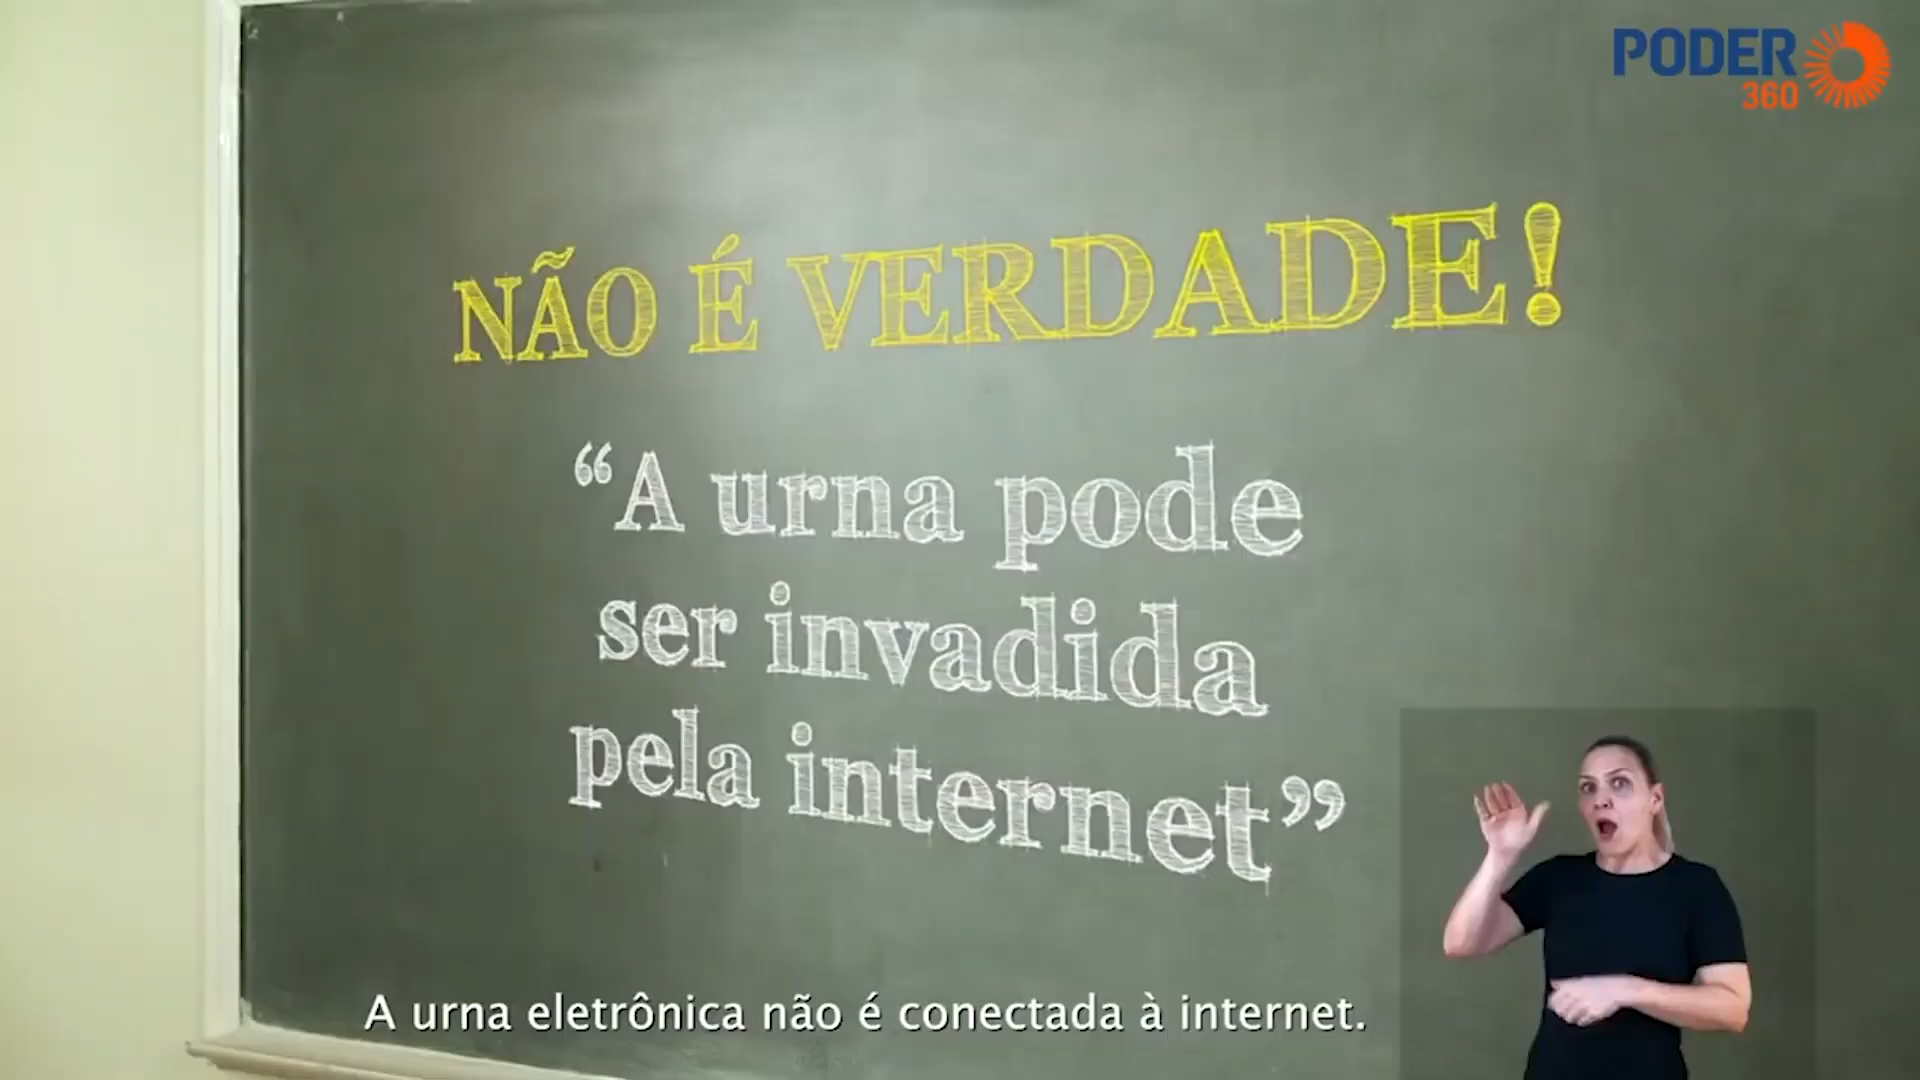 PODER
360
NÃO É VERDADE!
“A urna pode
ser invadida
pela internet”
A urna eletrônica não é conectada à internet.